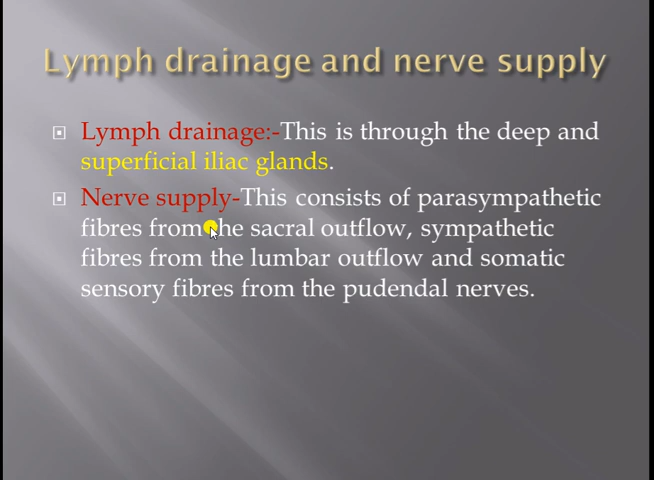 Lymph drainage and nerve supply
Lymph drainage:-This is through the deep and
superficial iliac glands.
Nerve supply-This consists of parasympathetic
fibres from the sacral outflow, sympathetic
fibres from the lumbar outflow and somatic
sensory fibres from the pudendal nerves.